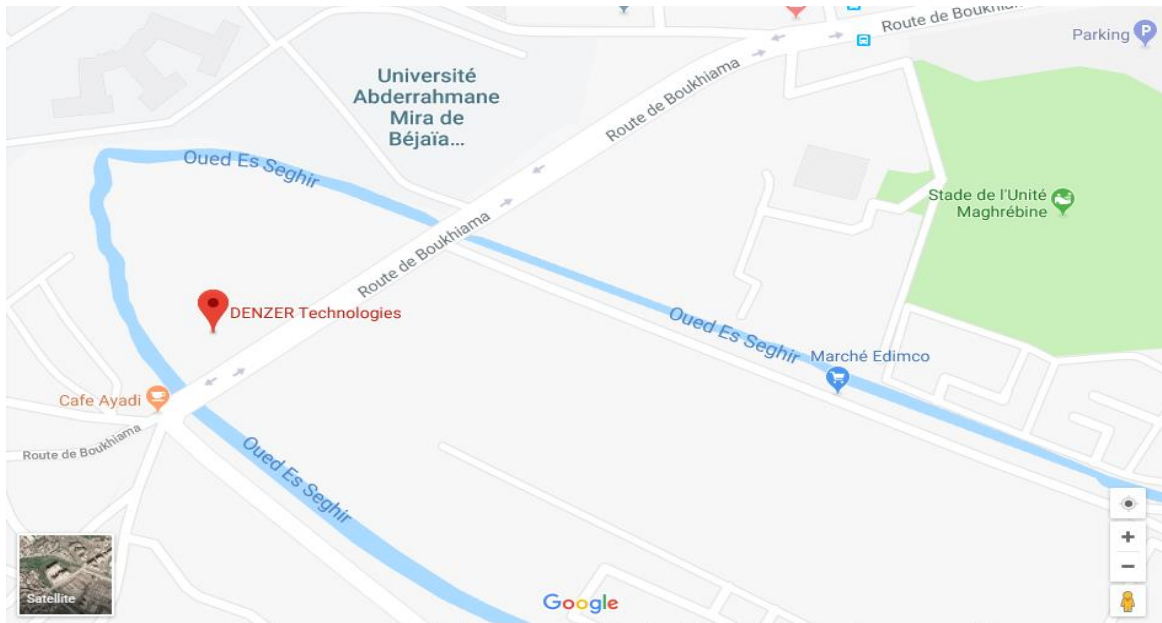 Route de Boukhiama
Parking
P
Université
Abderrahmane
Mira de
Béjaïa...
Route de Boukhiama
Oued Es Seghir
Stade de l'Unité
Maghrébine
Route de Boukhiama
DENZER Technologies
Oued Es Seghir
Marché Edimco
Cafe Ayadi
Route de Boukhiama
Oued Es Seghir
Satellite
Google